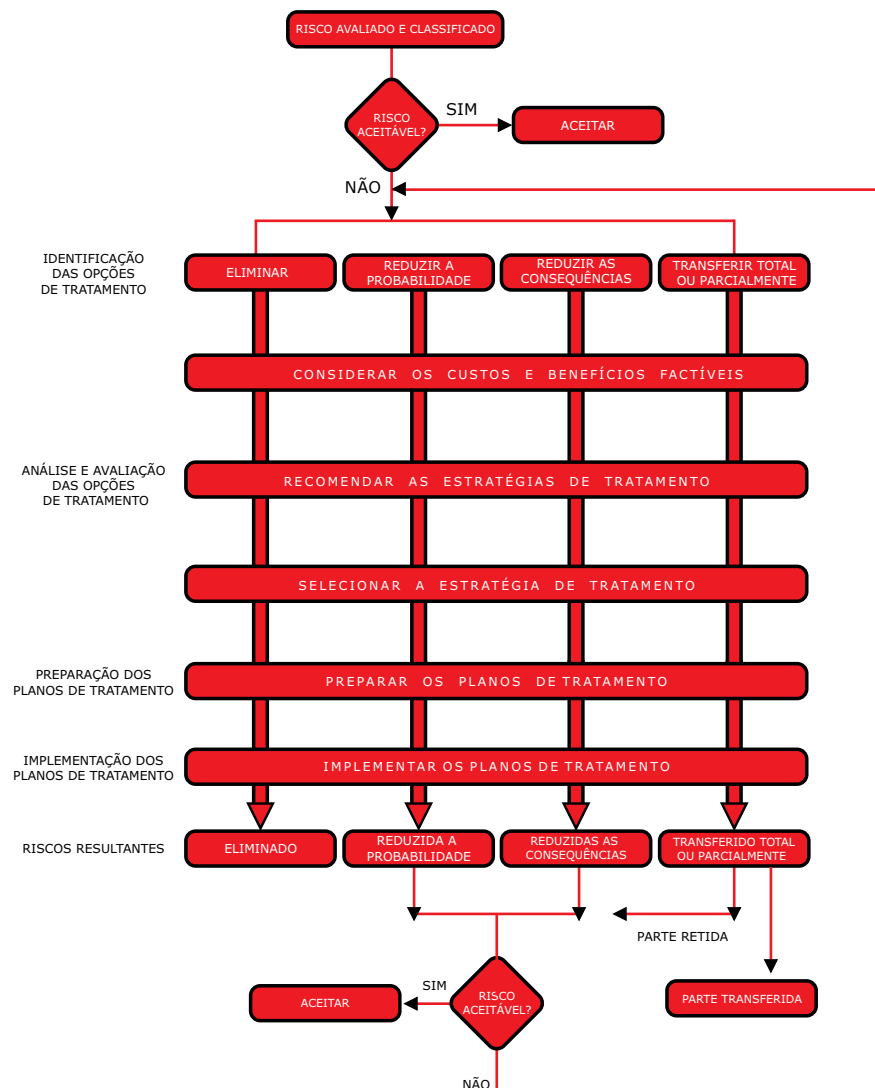 RISCO AVALIADO E CLASSIFICADO
RISCO
ACEITÁVEL?
SIM
ACEITAR
NÃO
IDENTIFICAÇÃO
DAS OPÇÕES
DE TRATAMENTO
ELIMINAR
REDUZIR A
PROBABILIDADE
REDUZIR AS
CONSEQUÊNCIAS
TRANSFERIR TOTAL
OU PARCIALMENTE
CONSIDERAR OS CUSTOS E BENEFÍCIOS FACTÍVEIS
ANÁLISE E AVALIAÇÃO
DAS OPÇÕES
DE TRATAMENTO
RECOMENDAR AS ESTRATÉGIAS DE TRATAMENTO
SELECIONAR A ESTRATÉGIA DE TRATAMENTO
PREPARAÇÃO DOS
PLANOS DE TRATAMENTO
PREPARAR OS PLANOS DE TRATAMENTO
IMPLEMENTAÇÃO DOS
PLANOS DE TRATAMENTO
IMPLEMENTAR OS PLANOS DE TRATAMENTO
RISCOS RESULTANTES
ELIMINADO
REDUZIDA A
PROBABILIDADE
REDUZIDAS AS
CONSEQUÊNCIAS
TRANSFERIDO TOTAL
OU PARCIALMENTE
PARTE RETIDA
PARTE TRANSFERIDA
RISCO
ACEITÁVEL?
SIM
ACEITAR
NÃO